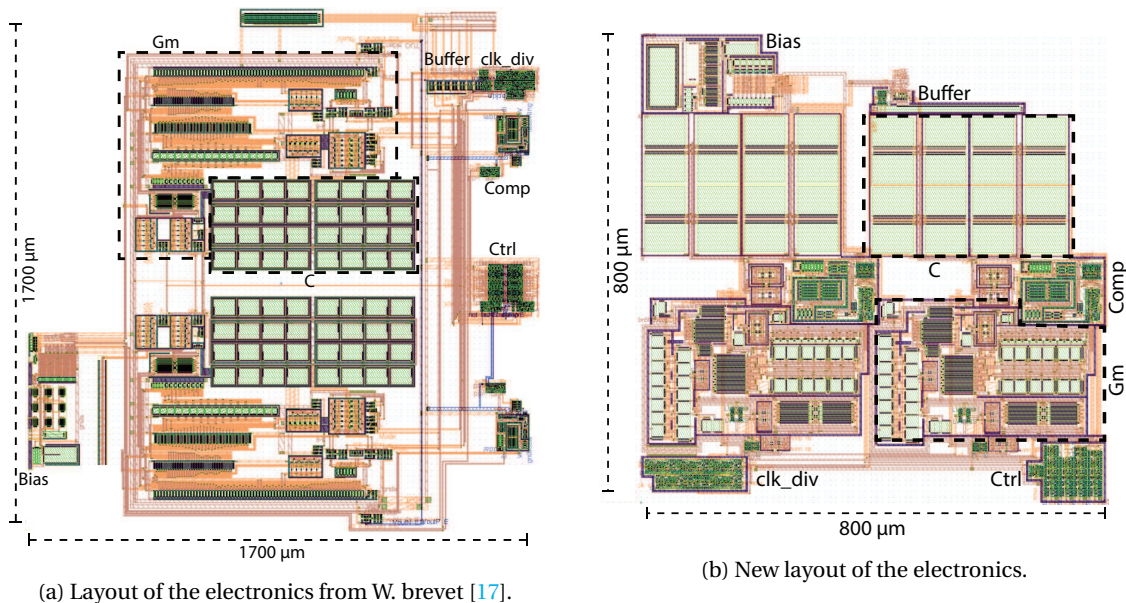 Gm
Buffer
clk_div
Comp
Ctrl
C
Bias
1700 µm
1700 µm
(a) Layout of the electronics from W. brevet [17].
Bias
Buffer
C
Comp
Gm
clk_div
Ctrl
800 µm
800 µm
(b) New layout of the electronics.